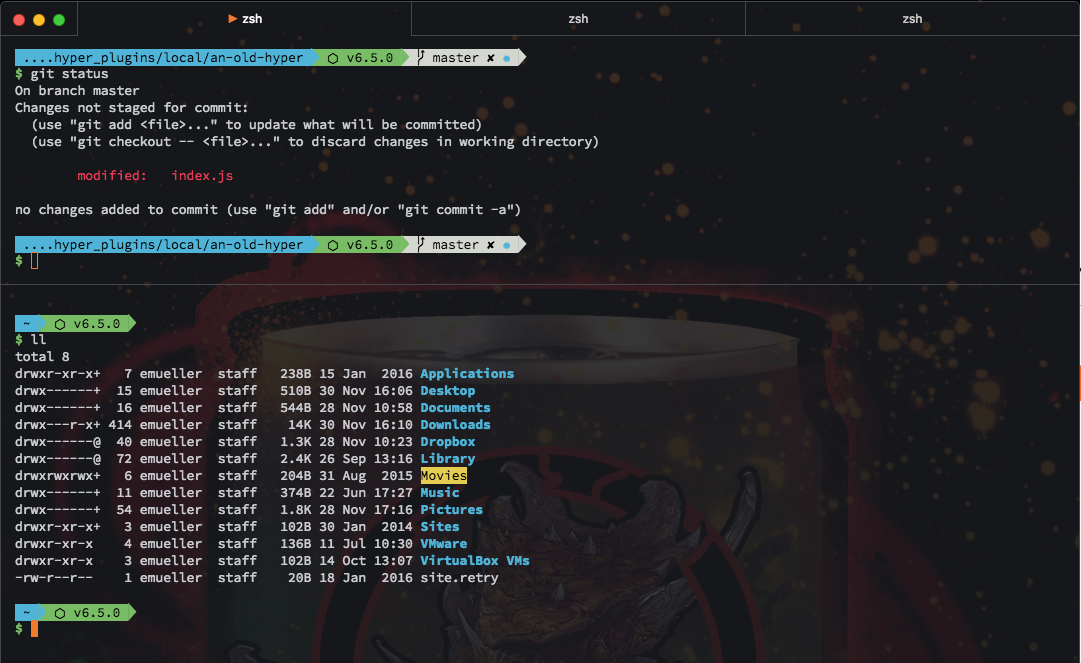 ▶ zsh
zsh
zsh
....hyper_plugins/local/an-old-hyper ⬡ v6.5.0 master ✘ ●
$ git status
On branch master
Changes not staged for commit:
  (use "git add <file>..." to update what will be committed)
  (use "git checkout -- <file>..." to discard changes in working directory)
        modified:   index.js
no changes added to commit (use "git add" and/or "git commit -a")
....hyper_plugins/local/an-old-hyper ⬡ v6.5.0 master ✘ ●
$
~ ⬡ v6.5.0
$ ll
total 8
drwxr-xr-x+   7 emueller  staff   238B 15 Jan  2016 Applications
drwx------+  15 emueller  staff   510B 30 Nov 16:06 Desktop
drwx------+  16 emueller  staff   544B 28 Nov 10:58 Documents
drwx---r-x+ 414 emueller  staff    14K 30 Nov 16:10 Downloads
drwx------@  40 emueller  staff   1.3K 28 Nov 10:23 Dropbox
drwx------@  72 emueller  staff   2.4K 26 Sep 13:16 Library
drwxrwxrwx+   6 emueller  staff   204B 31 Aug  2015 Movies
drwx------+  11 emueller  staff   374B 22 Jun 17:27 Music
drwx------+  54 emueller  staff   1.8K 28 Nov 17:16 Pictures
drwxr-xr-x+   3 emueller  staff   102B 30 Jan  2014 Sites
drwxr-xr-x    4 emueller  staff   136B 11 Jul 10:30 VMware
drwxr-xr-x    3 emueller  staff   102B 14 Oct 13:07 VirtualBox VMs
-rw-r--r--    1 emueller  staff    20B 18 Jan  2016 site.retry
~ ⬡ v6.5.0
$